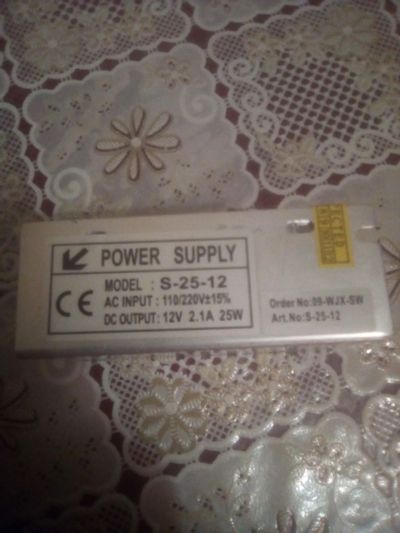 POWER SUPPLY
MODEL : S-25-12
AC INPUT : 110/220V±15%
DC OUTPUT: 12V 2.1A 25W
CE
Order No:09-WJX-SW
Art.No:S-25-12